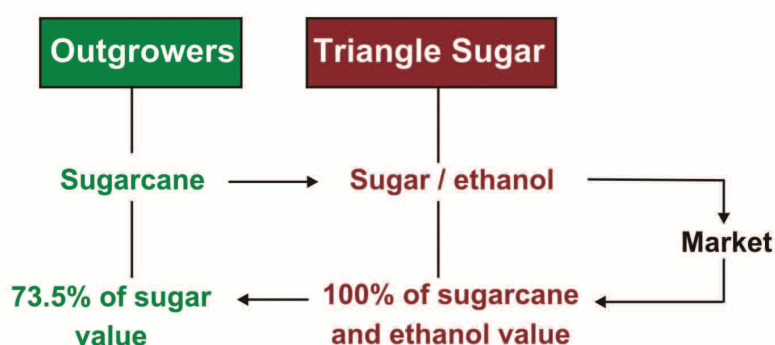 Outgrowers
Triangle Sugar
Sugarcane
Sugar / ethanol
Market
73.5% of sugar
value
100% of sugarcane
and ethanol value